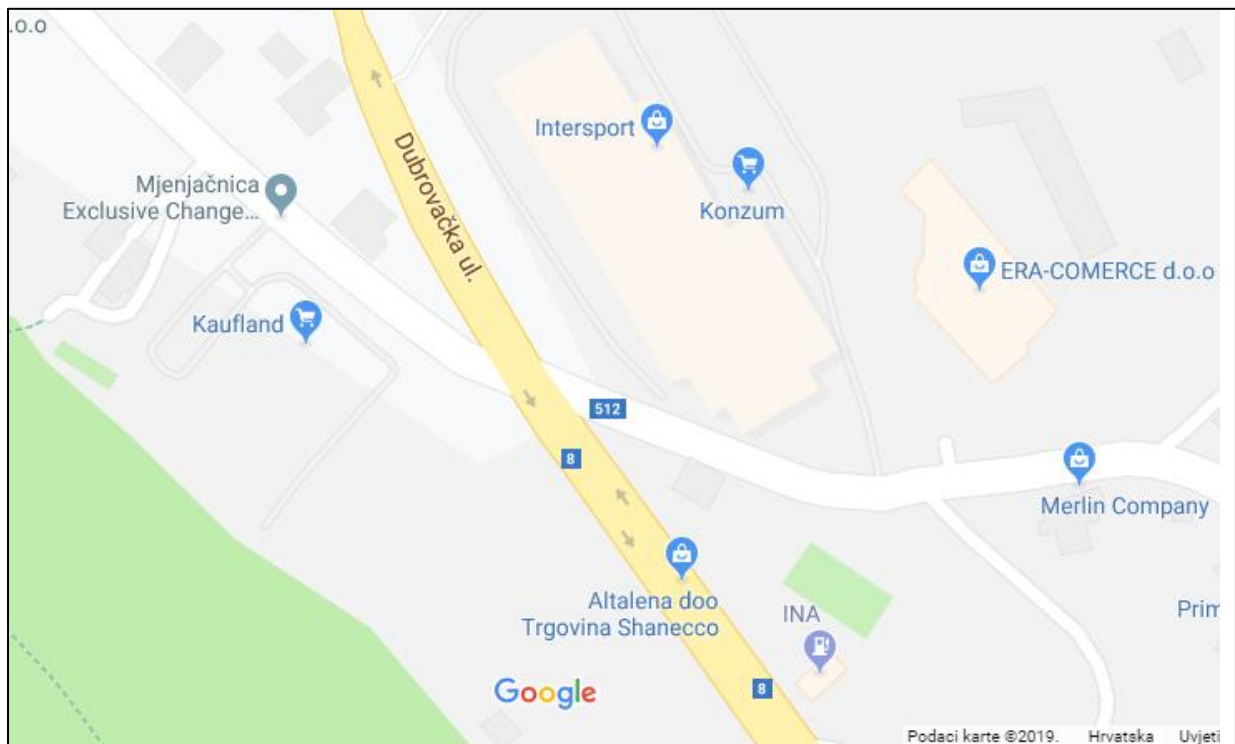 .o.o
Intersport
Dubrovačka ul.
Mjenjačnica
Exclusive Change...
Konzum
ERA-COMERCE d.o.o
Kaufland
512
8
Merlin Company
Altalena doo
Trgovina Shanecco
INA
Prim
8
Google
Podaci karte ©2019. Hrvatska Uvjeti